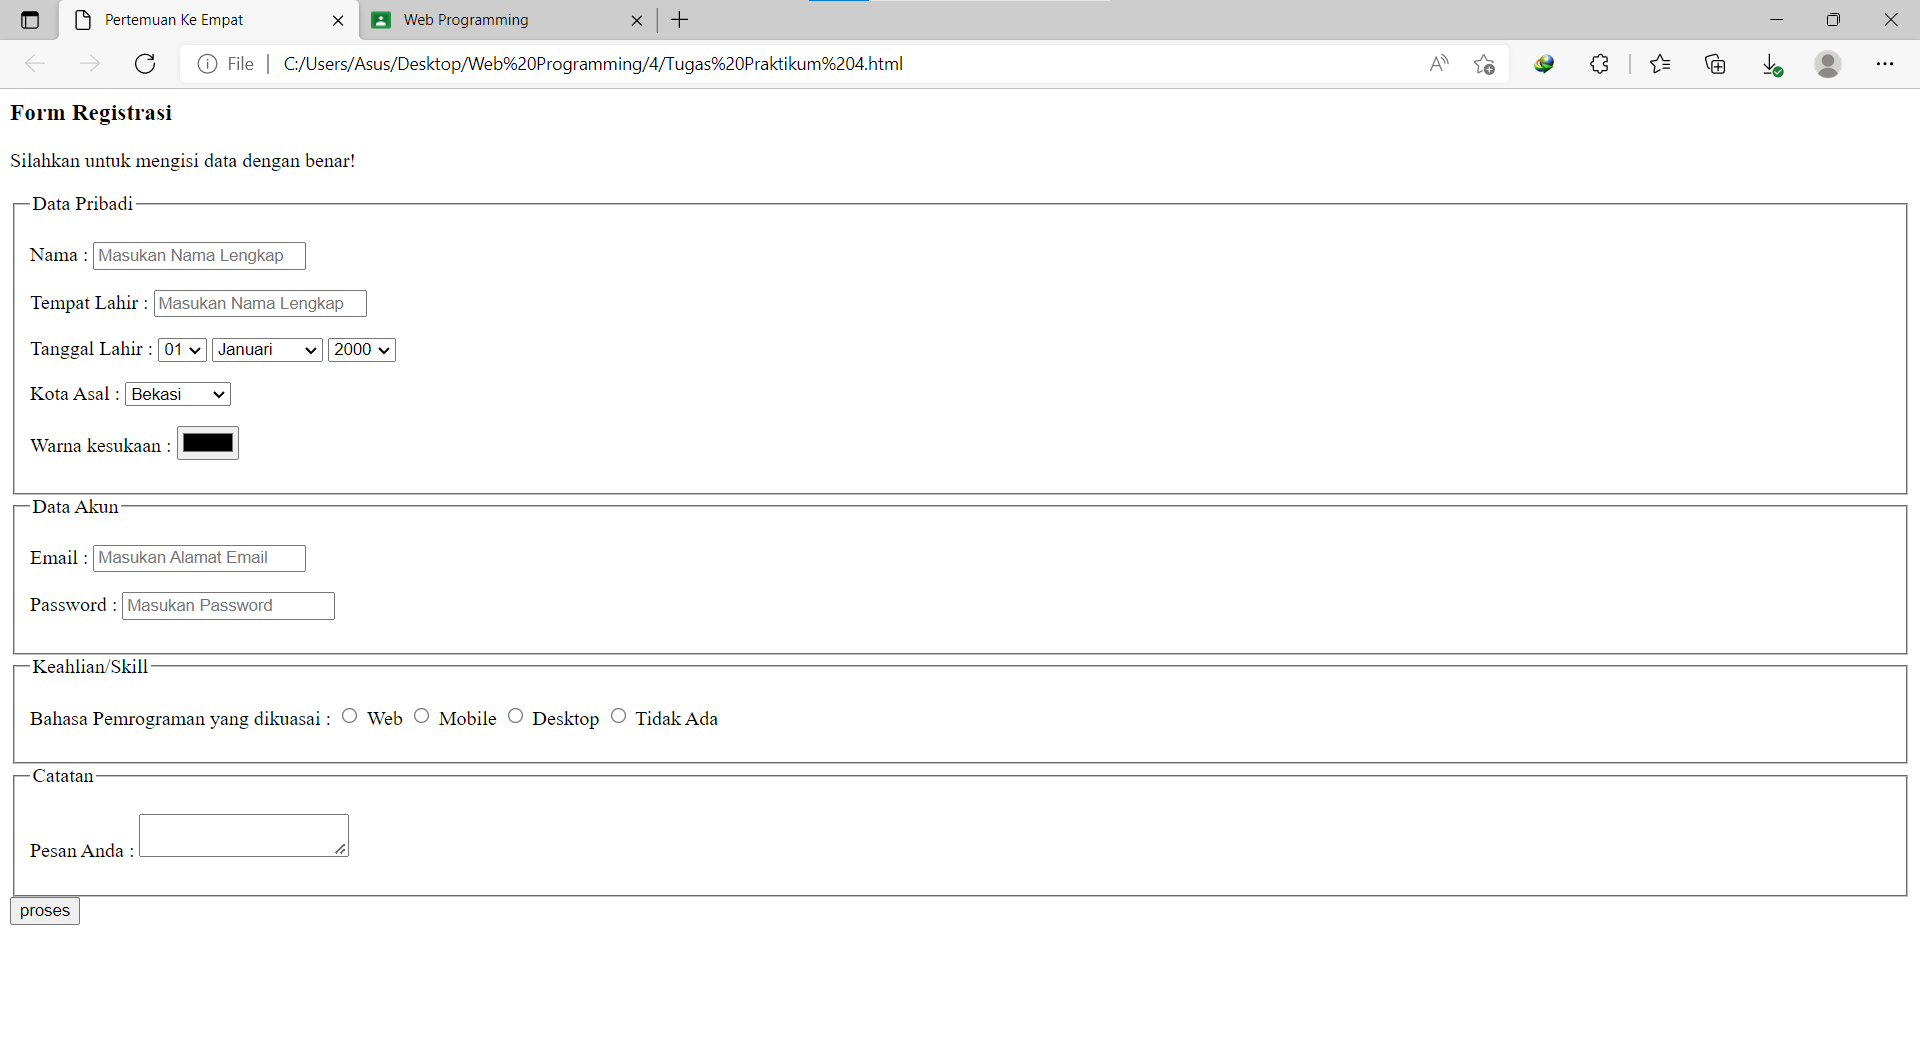 Pertemuan Ke Empat
Web Programming
File
C:/Users/Asus/Desktop/Web%20Programming/4/Tugas%20Praktikum%204.html
Form Registrasi
Silahkan untuk mengisi data dengan benar!
Data Pribadi
Nama : Masukan Nama Lengkap
Tempat Lahir : Masukan Nama Lengkap
Tanggal Lahir : 01 Januari 2000
Kota Asal : Bekasi
Warna kesukaan :
Data Akun
Email : Masukan Alamat Email
Password : Masukan Password
Keahlian/Skill
Bahasa Pemrograman yang dikuasai : Web Mobile Desktop Tidak Ada
Catatan
Pesan Anda :
proses